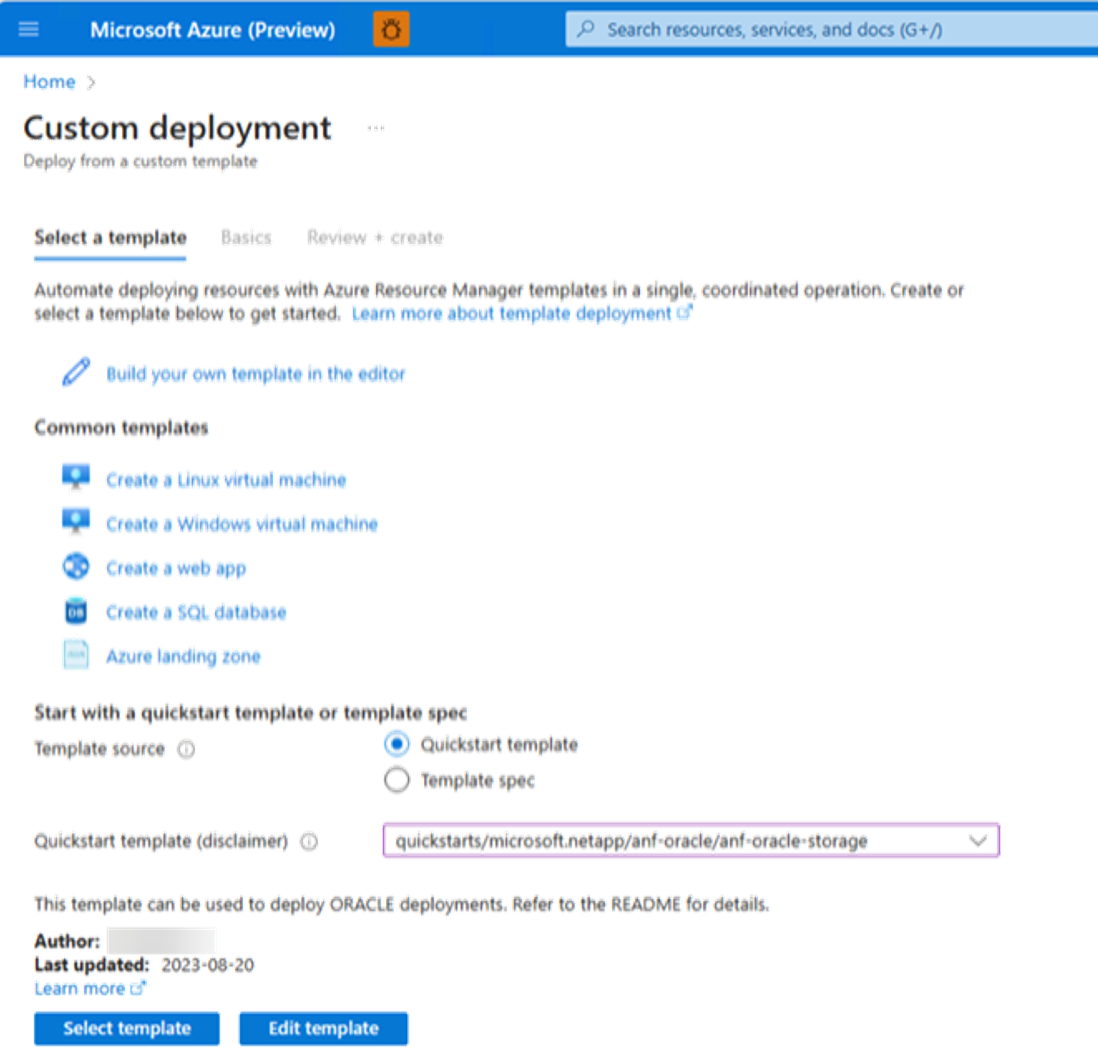 Microsoft Azure (Preview)
Search resources, services, and docs (G+/)
Home >
Custom deployment ...
Deploy from a custom template
Select a template Basics Review + create
Automate deploying resources with Azure Resource Manager templates in a single, coordinated operation. Create or
select a template below to get started. Learn more about template deployment
Build your own template in the editor
Common templates
Create a Linux virtual machine
Create a Windows virtual machine
Create a web app
DB
Create a SQL database
Azure landing zone
Start with a quickstart template or template spec
Template source
Quickstart template
Template spec
Quickstart template (disclaimer)
quickstarts/microsoft.netapp/anf-oracle/anf-oracle-storage
This template can be used to deploy ORACLE deployments. Refer to the README for details.
Author:
Last updated: 2023-08-20
Learn more
Select template Edit template